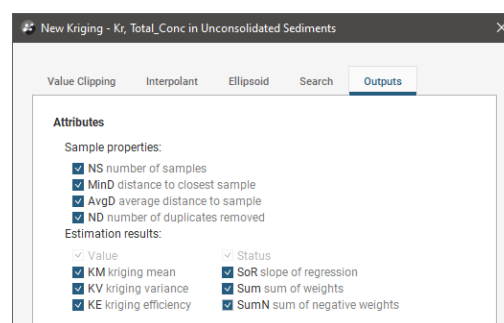 New Kriging - Kr, Total_Conc in Unconsolidated Sediments
Value Clipping Interpolant Ellipsoid Search Outputs
Attributes
Sample properties:
NS number of samples
MinD distance to closest sample
AvgD average distance to sample
ND number of duplicates removed
Estimation results:
Value Status
KM kriging mean SoR slope of regression
KV kriging variance Sum sum of weights
KE kriging efficiency SumN sum of negative weights